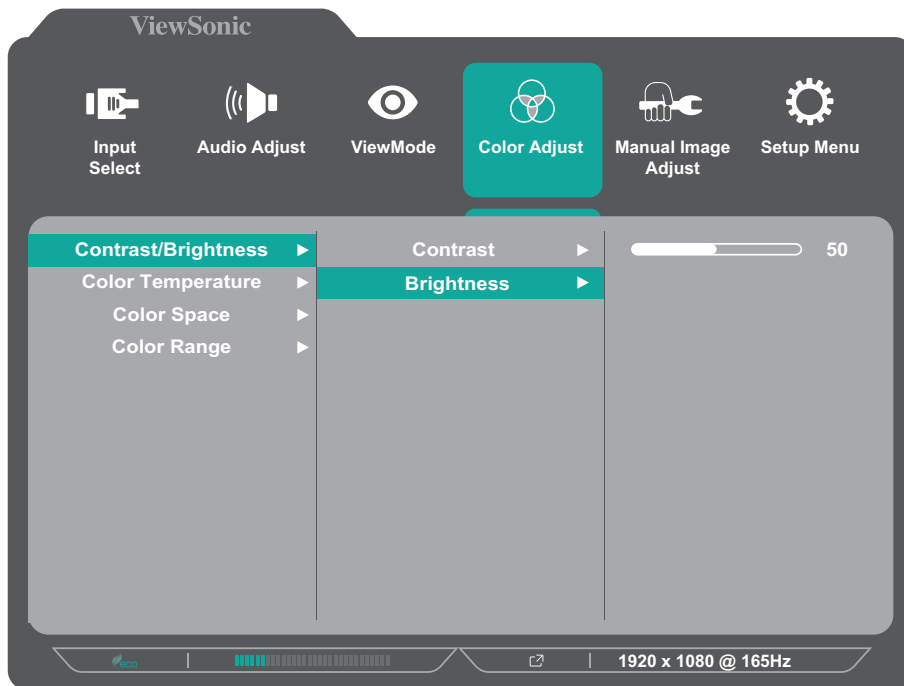 ViewSonic
Input
Select
Audio Adjust
ViewMode
Color Adjust
Manual Image
Adjust
Setup Menu
Contrast/Brightness
Contrast
50
Color Temperature
Brightness
Color Space
Color Range
eco
1920 x 1080 @ 165Hz